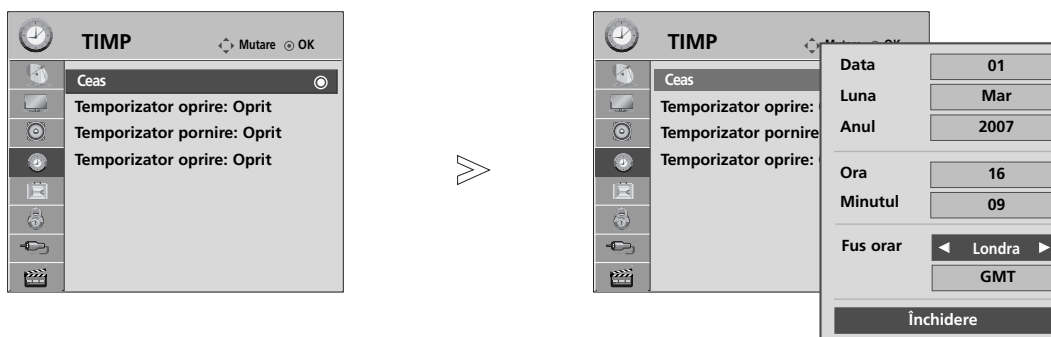 TIMP
Mutare OK
Ceas
Temporizator oprire: Oprit
Temporizator pornire: Oprit
Temporizator oprire: Oprit
TIMP
Ceas
Temporizator oprire:
Temporizator pornire
Temporizator oprire:
Data 01
Luna Mar
Anul 2007
Ora 16
Minutul 09
Fus orar Londra
GMT
Închidere